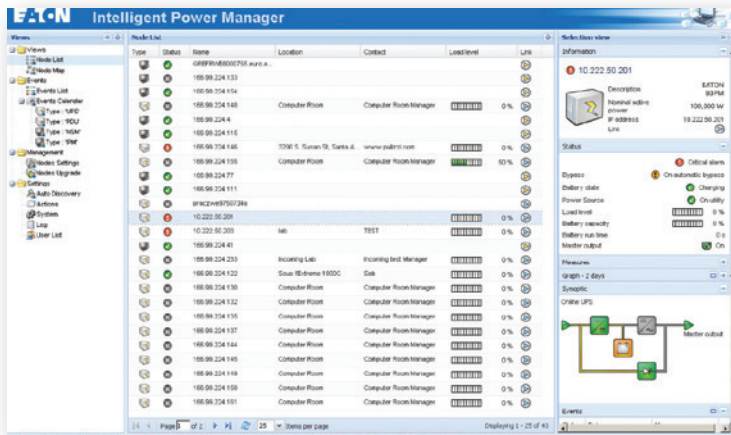 EATON Intelligent Power Manager
Views
Views
Node List
Node Map
Events
Events List
Events Calender
Type : 'UPS'
Type : 'PDU'
Type : 'NSM'
Type : 'IPM'
Management
Nodes Settings
Nodes Upgrade
Settings
Auto Discovery
Actions
System
Log
User List
Node List
Type Status Name Location Contact Load level Link
166.99.224.133
166.99.224.154
166.99.224.148 Computer Room Computer Room Manager 0 %
166.99.224.4
166.99.224.116
166.99.224.146 3290 S. Susan St, Santa A... www.pulizzi.com 0 %
166.99.224.155 Computer Room Computer Room Manager 50 %
166.99.224.77
166.99.224.111
10.222.50.201 0 %
10.222.50.203 lab TEST 0 %
166.99.224.41
166.99.224.253 Incoming Lab Incoming test Manager 0 %
166.99.224.122 0 %
166.99.224.130 Computer Room Computer Room Manager 0 %
166.99.224.132 Computer Room Computer Room Manager 0 %
166.99.224.135 Computer Room Computer Room Manager 0 %
166.99.224.137 Computer Room Computer Room Manager 0 %
166.99.224.144 Computer Room Computer Room Manager 0 %
166.99.224.145 Computer Room Computer Room Manager 0 %
166.99.224.149 Computer Room Computer Room Manager 0 %
166.99.224.150 Computer Room Computer Room Manager 0 %
166.99.224.151 Computer Room Computer Room Manager 0 %
Page 1 of 2 25 Items per page Displaying 1 - 25 of 43
Selection view
Information
10.222.50.201
Description EATON 93PM
Nominal active power 100,000 W
IP address 10.222.50.201
Link
Status
Critical alarm
Bypass On automatic bypass
Battery state Charging
Power Source On utility
Load level 0 %
Battery capacity 0 %
Battery run time 0 s
Master output On
Measures
Graph - 2 days
Synoptic
Online UPS
Master output
Events